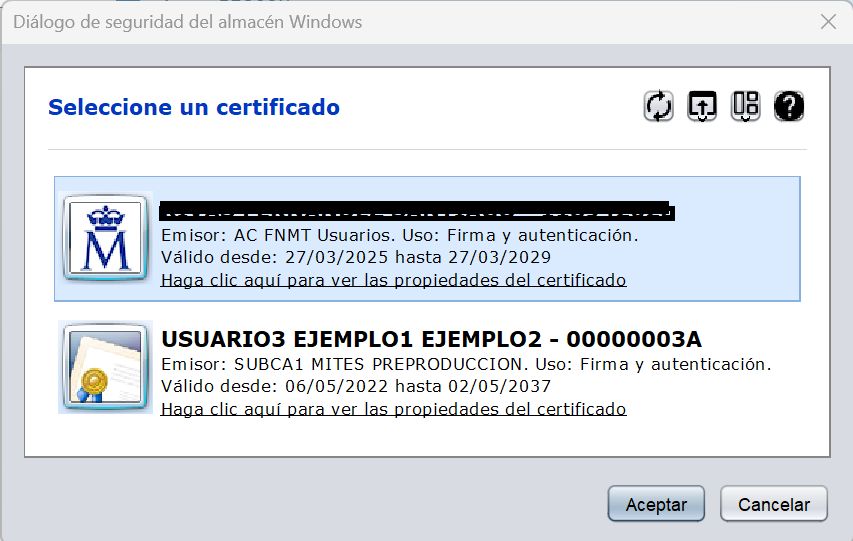 Diálogo de seguridad del almacén Windows
Seleccione un certificado
Emisor: AC FNMT Usuarios. Uso: Firma y autenticación.
Válido desde: 27/03/2025 hasta 27/03/2029
Haga clic aquí para ver las propiedades del certificado
USUARIO3 EJEMPLO1 EJEMPLO2 - 00000003A
Emisor: SUBCA1 MITES PREPRODUCCION. Uso: Firma y autenticación.
Válido desde: 06/05/2022 hasta 02/05/2037
Haga clic aquí para ver las propiedades del certificado
Aceptar
Cancelar